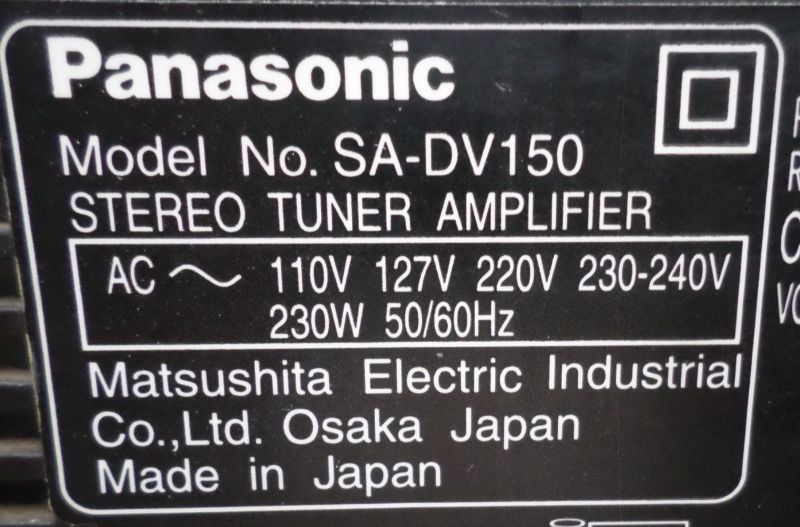 Panasonic
Model No. SA-DV150
STEREO TUNER AMPLIFIER
AC ~ 110V 127V 220V 230-240V
230W 50/60Hz
Matsushita Electric Industrial
Co.,Ltd. Osaka Japan
Made in Japan